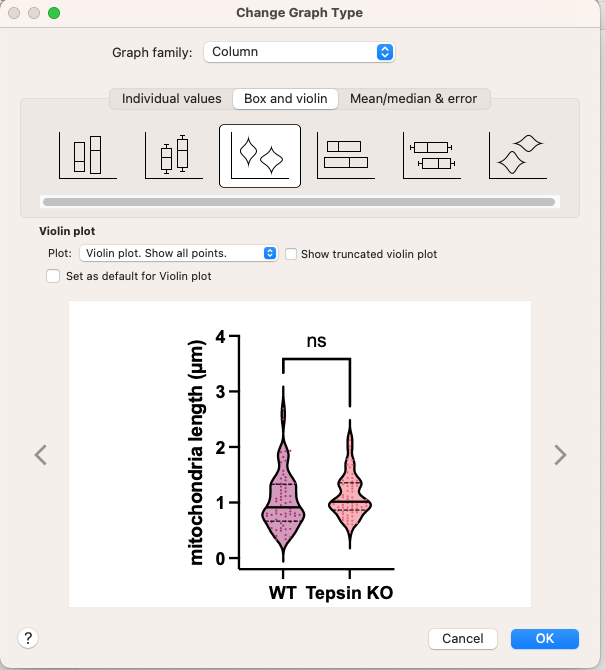 Change Graph Type
Graph family: Column
Individual values Box and violin Mean/median & error
Violin plot
Plot: Violin plot. Show all points. Show truncated violin plot
Set as default for Violin plot
mitochondria length (µm)
ns
4
3
2
1
0
WT Tepsin KO
? Cancel OK